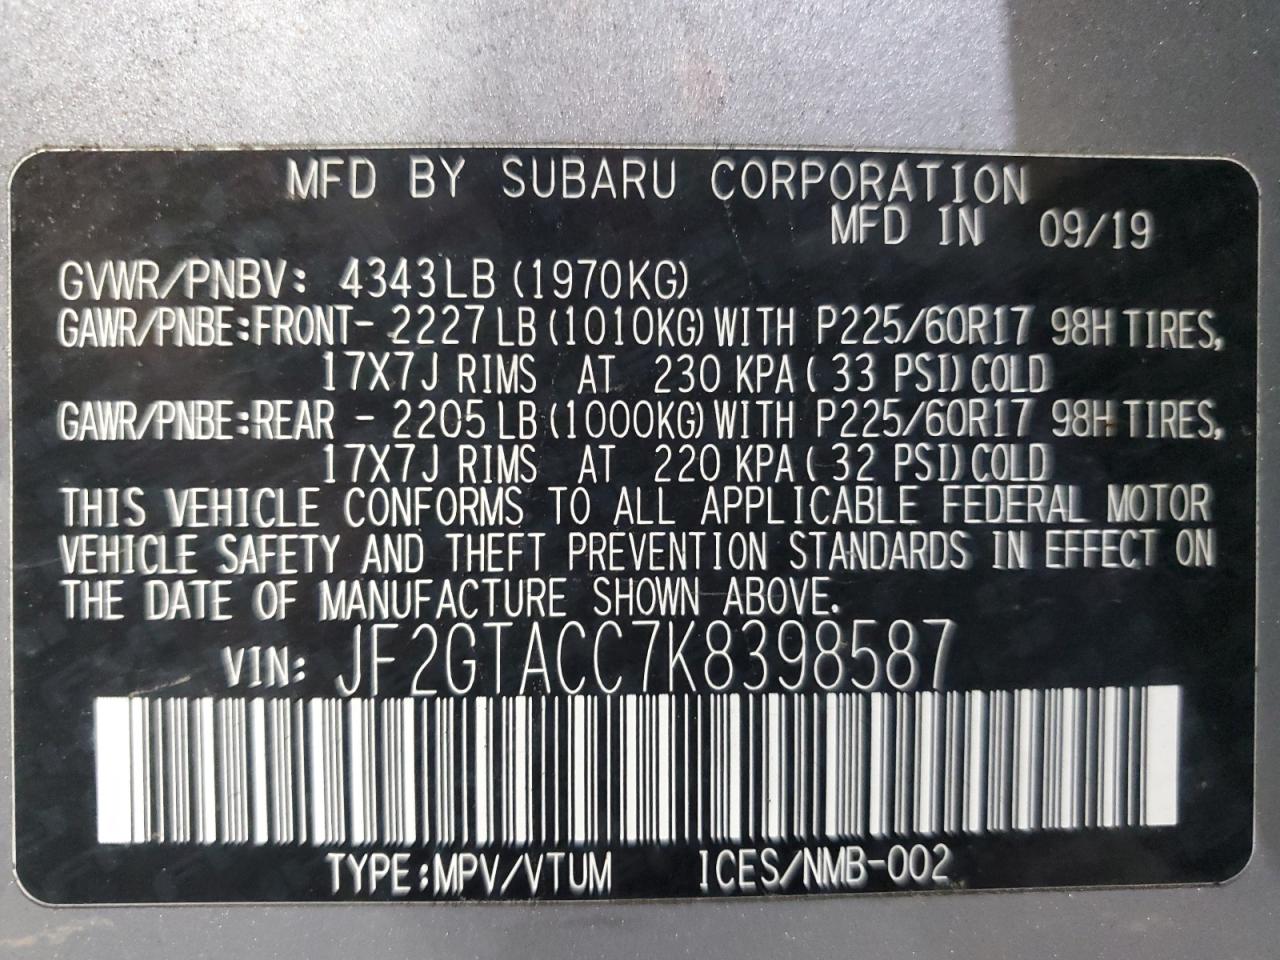 MFD BY SUBARU CORPORATION
MFD IN 09/19
GVWR/PNBV: 4343LB (1970KG)
GAWR/PNBE:FRONT- 2227LB (1010KG) WITH P225/60R17 98H TIRES,
17X7J RIMS AT 230 KPA ( 33 PSI) COLD
GAWR/PNBE:REAR - 2205LB (1000KG) WITH P225/60R17 98H TIRES,
17X7J RIMS AT 220 KPA ( 32 PSI) COLD
THIS VEHICLE CONFORMS TO ALL APPLICABLE FEDERAL MOTOR
VEHICLE SAFETY AND THEFT PREVENTION STANDARDS IN EFFECT ON
THE DATE OF MANUFACTURE SHOWN ABOVE.
VIN: JF2GTACC7K8398587
TYPE:MPV/VTUM ICES/NMB-002